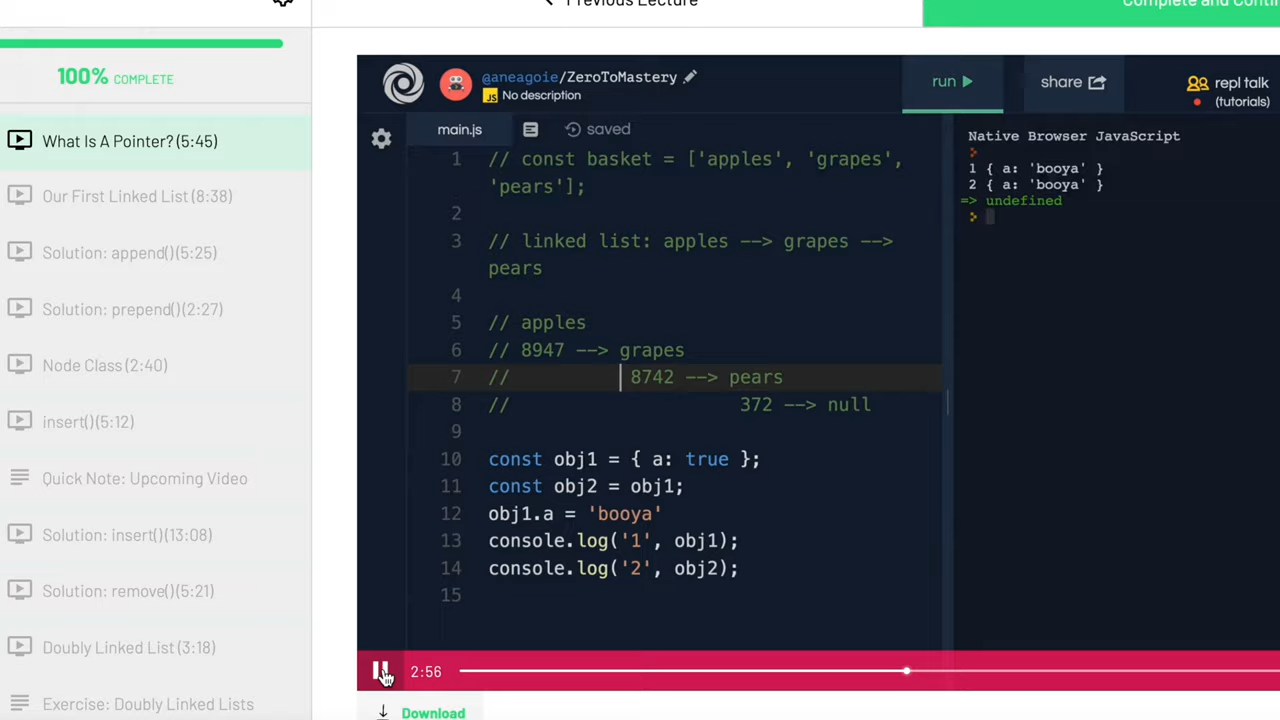 Previous Lecture
Complete and Conti
100% COMPLETE
What Is A Pointer? (5:45)
Our First Linked List (8:38)
Solution: append() (5:25)
Solution: prepend() (2:27)
Node Class (2:40)
insert() (5:12)
Quick Note: Upcoming Video
Solution: insert() (13:08)
Solution: remove() (5:21)
Doubly Linked List (3:18)
Exercise: Doubly Linked Lists
@aneagoie/ZeroToMastery
JS No description
run
share
repl talk
(tutorials)
main.js
saved
1 // const basket = ['apples', 'grapes',
'pears'];
2
3 // linked list: apples --> grapes -->
pears
4
5 // apples
6 // 8947 --> grapes
7 // 8742 --> pears
8 // 372 --> null
9
10 const obj1 = { a: true };
11 const obj2 = obj1;
12 obj1.a = 'booya'
13 console.log('1', obj1);
14 console.log('2', obj2);
15
Native Browser JavaScript
1 { a: 'booya' }
2 { a: 'booya' }
=> undefined
2:56
Download